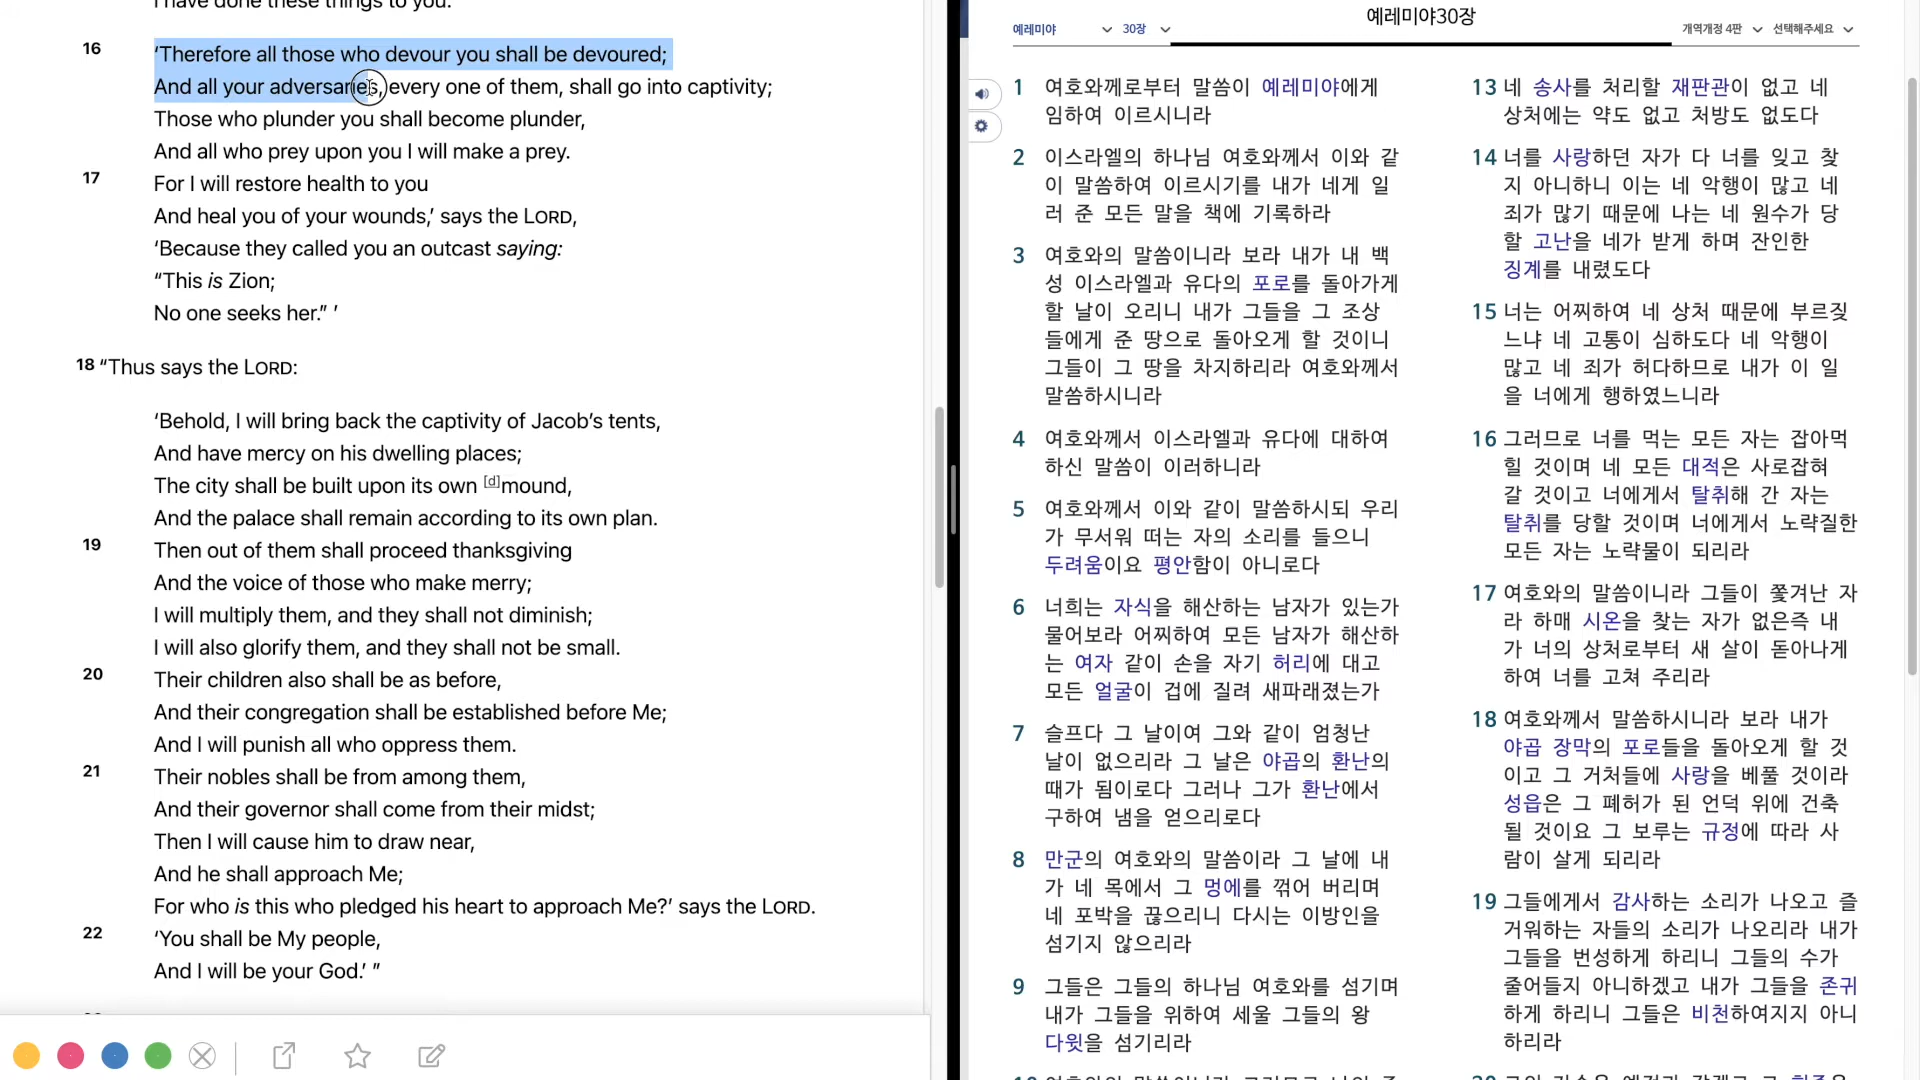 I have done these things to you.
16 ‘Therefore all those who devour you shall be devoured;
And all your adversaries, every one of them, shall go into captivity;
Those who plunder you shall become plunder,
And all who prey upon you I will make a prey.
17 For I will restore health to you
And heal you of your wounds,’ says the LORD,
‘Because they called you an outcast saying:
“This is Zion;
No one seeks her.” ’
18 “Thus says the LORD:
‘Behold, I will bring back the captivity of Jacob’s tents,
And have mercy on his dwelling places;
The city shall be built upon its own [d]mound,
And the palace shall remain according to its own plan.
19 Then out of them shall proceed thanksgiving
And the voice of those who make merry;
I will multiply them, and they shall not diminish;
I will also glorify them, and they shall not be small.
20 Their children also shall be as before,
And their congregation shall be established before Me;
And I will punish all who oppress them.
21 Their nobles shall be from among them,
And their governor shall come from their midst;
Then I will cause him to draw near,
And he shall approach Me;
For who is this who pledged his heart to approach Me?’ says the LORD.
22 ‘You shall be My people,
And I will be your God.’ ”
예레미야30장
예레미야 30장 개역개정 4판 선택해주세요
1 여호와께로부터 말씀이 예레미야에게
임하여 이르시니라
2 이스라엘의 하나님 여호와께서 이와 같
이 말씀하여 이르시기를 내가 네게 일
러 준 모든 말을 책에 기록하라
3 여호와의 말씀이니라 보라 내가 내 백
성 이스라엘과 유다의 포로를 돌아가게
할 날이 오리니 내가 그들을 그 조상
들에게 준 땅으로 돌아오게 할 것이니
그들이 그 땅을 차지하리라 여호와께서
말씀하시니라
4 여호와께서 이스라엘과 유다에 대하여
하신 말씀이 이러하니라
5 여호와께서 이와 같이 말씀하시되 우리
가 무서워 떠는 자의 소리를 들으니
두려움이요 평안함이 아니로다
6 너희는 자식을 해산하는 남자가 있는가
물어보라 어찌하여 모든 남자가 해산하
는 여자 같이 손을 자기 허리에 대고
모든 얼굴이 겁에 질려 새파래졌는가
7 슬프다 그 날이여 그와 같이 엄청난
날이 없으리라 그 날은 야곱의 환난의
때가 됨이로다 그러나 그가 환난에서
구하여 냄을 얻으리로다
8 만군의 여호와의 말씀이라 그 날에 내
가 네 목에서 그 멍에를 꺾어 버리며
네 포박을 끊으리니 다시는 이방인을
섬기지 않으리라
9 그들은 그들의 하나님 여호와를 섬기며
내가 그들을 위하여 세울 그들의 왕
다윗을 섬기리라
13 네 송사를 처리할 재판관이 없고 네
상처에는 약도 없고 처방도 없도다
14 너를 사랑하던 자가 다 너를 잊고 찾
지 아니하니 이는 네 악행이 많고 네
죄가 많기 때문에 나는 네 원수가 당
할 고난을 네가 받게 하며 잔인한
징계를 내렸도다
15 너는 어찌하여 네 상처 때문에 부르짖
느냐 네 고통이 심하도다 네 악행이
많고 네 죄가 허다하므로 내가 이 일
을 너에게 행하였느니라
16 그러므로 너를 먹는 모든 자는 잡아먹
힐 것이며 네 모든 대적은 사로잡혀
갈 것이고 너에게서 탈취해 간 자는
탈취를 당할 것이며 너에게서 노략질한
모든 자는 노략물이 되리라
17 여호와의 말씀이니라 그들이 쫓겨난 자
라 하매 시온을 찾는 자가 없은즉 내
가 너의 상처로부터 새 살이 돋아나게
하여 너를 고쳐 주리라
18 여호와께서 말씀하시니라 보라 내가
야곱 장막의 포로들을 돌아오게 할 것
이고 그 거처들에 사랑을 베풀 것이라
성읍은 그 폐허가 된 언덕 위에 건축
될 것이요 그 보루는 규정에 따라 사
람이 살게 되리라
19 그들에게서 감사하는 소리가 나오고 즐
거워하는 자들의 소리가 나오리라 내가
그들을 번성하게 하리니 그들의 수가
줄어들지 아니하겠고 내가 그들을 존귀
하게 하리니 그들은 비천하여지지 아니
하리라